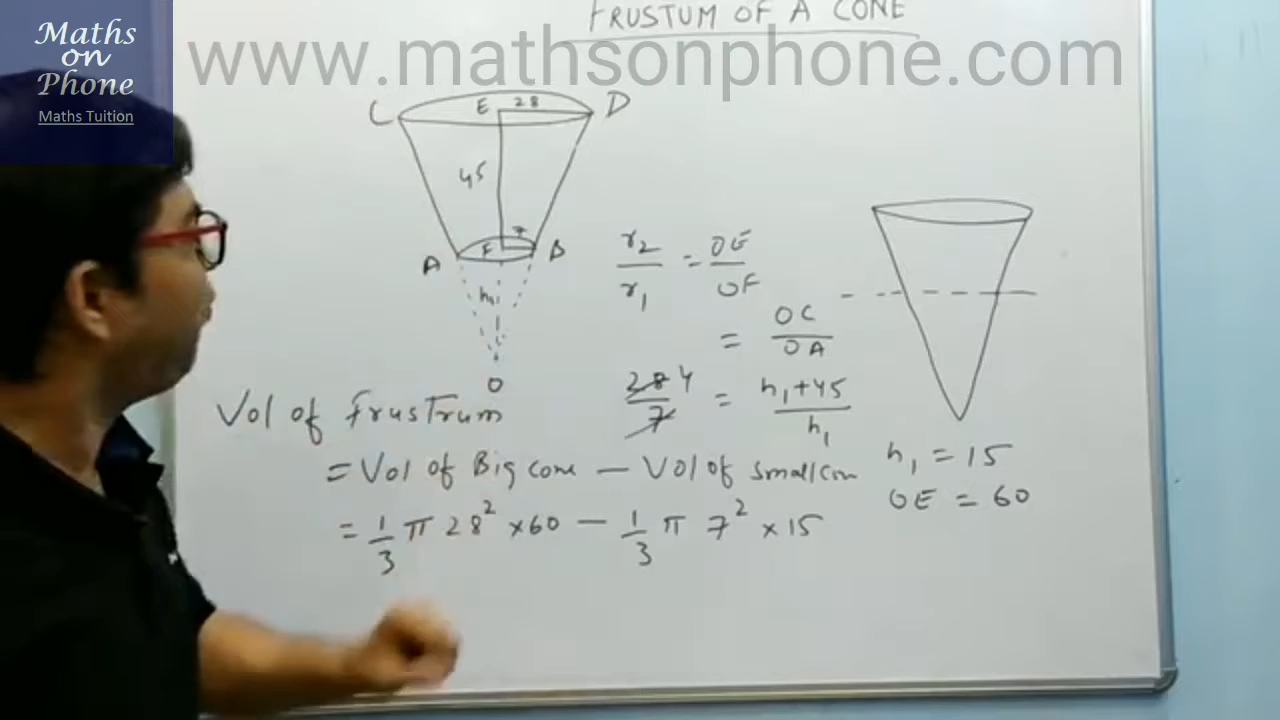 FRUSTUM OF A CONE
Maths
on
Phone
Maths Tuition
www.mathsonphone.com
C E 28 D
45
A F 7 B
h₁
O
r₂/r₁ = OE/OF
= OC/OA
28/7 4 = h₁+45/h₁
h₁ = 15
OE = 60
Vol of Frustrum
= Vol of Big cone − Vol of small con
= 1/3 π 28² × 60 − 1/3 π 7² × 15